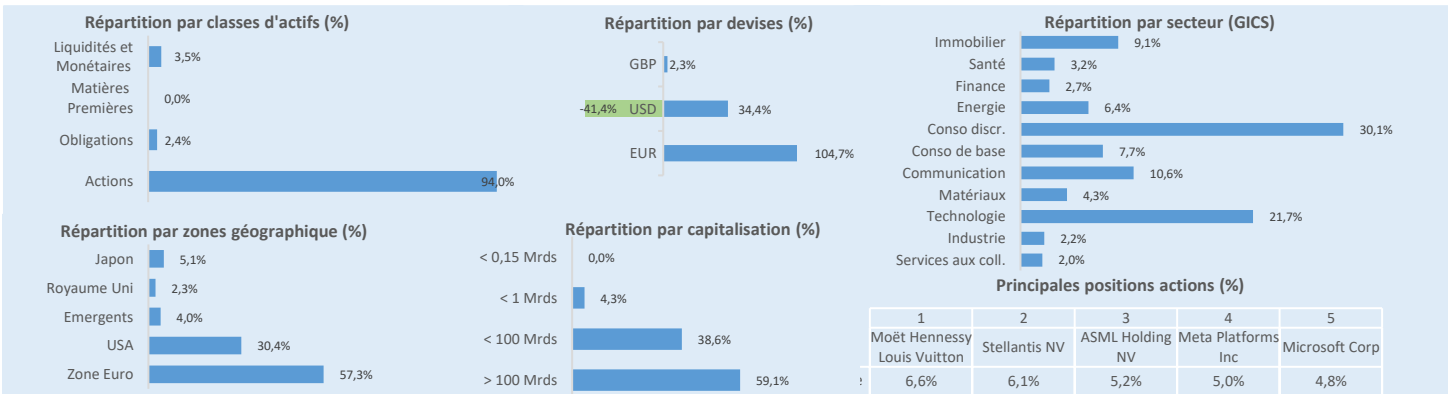 Répartition par classes d'actifs (%)
Liquidités et
Monétaires
3,5%
Matières
Premières
0,0%
Obligations
2,4%
Actions
94,0%
Répartition par devises (%)
GBP
2,3%
-41,4%
USD
34,4%
EUR
104,7%
Répartition par secteur (GICS)
Immobilier
9,1%
Santé
3,2%
Finance
2,7%
Energie
6,4%
Conso discr.
30,1%
Conso de base
7,7%
Communication
10,6%
Matériaux
4,3%
Technologie
21,7%
Industrie
2,2%
Services aux coll.
2,0%
Répartition par zones géographique (%)
Japon
5,1%
Royaume Uni
2,3%
Emergents
4,0%
USA
30,4%
Zone Euro
57,3%
Répartition par capitalisation (%)
< 0,15 Mrds
0,0%
< 1 Mrds
4,3%
< 100 Mrds
38,6%
> 100 Mrds
59,1%
Principales positions actions (%)
1 2 3 4 5
Moët Hennessy
Louis Vuitton
Stellantis NV
ASML Holding
NV
Meta Platforms
Inc
Microsoft Corp
6,6% 6,1% 5,2% 5,0% 4,8%